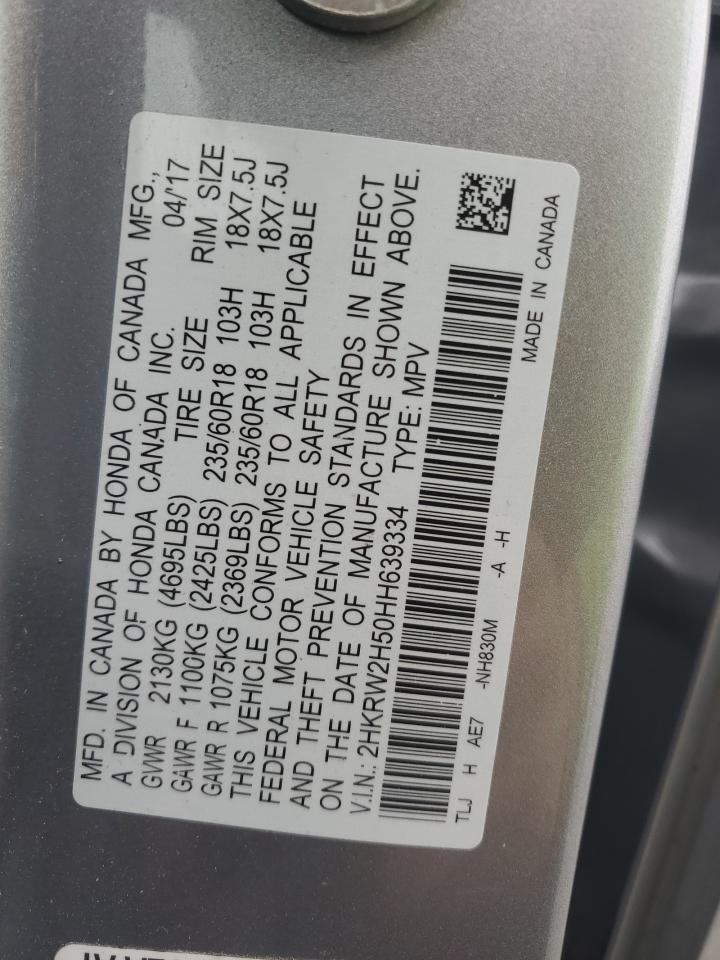 MFD. IN CANADA BY HONDA OF CANADA MFG.,
A DIVISION OF HONDA CANADA INC. 04/'17
GVWR 2130KG (4695LBS) TIRE SIZE RIM SIZE
GAWR F 1100KG (2425LBS) 235/60R18 103H 18X7.5J
GAWR R 1075KG (2369LBS) 235/60R18 103H 18X7.5J
THIS VEHICLE CONFORMS TO ALL APPLICABLE
FEDERAL MOTOR VEHICLE SAFETY
AND THEFT PREVENTION STANDARDS IN EFFECT
ON THE DATE OF MANUFACTURE SHOWN ABOVE.
V.I.N.: 2HKRW2H50HH639334 TYPE: MPV
TLJ H AE7 -NH830M -A -H
MADE IN CANADA